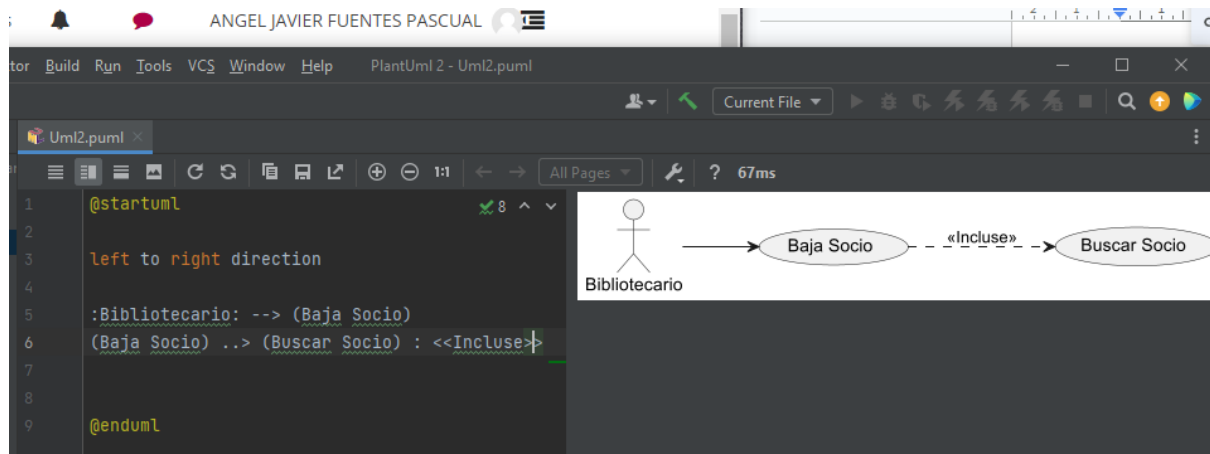 ANGEL JAVIER FUENTES PASCUAL
tor Build Run Tools VCS Window Help PlantUml 2 - Uml2.puml
Current File
Uml2.puml
1:1 All Pages ? 67ms
1 @startuml 8
2
3 left to right direction
4
5 :Bibliotecario: --> (Baja Socio)
6 (Baja Socio) ..> (Buscar Socio) : <<Incluse>>
7
8
9 @enduml
Baja Socio «Incluse» Buscar Socio
Bibliotecario